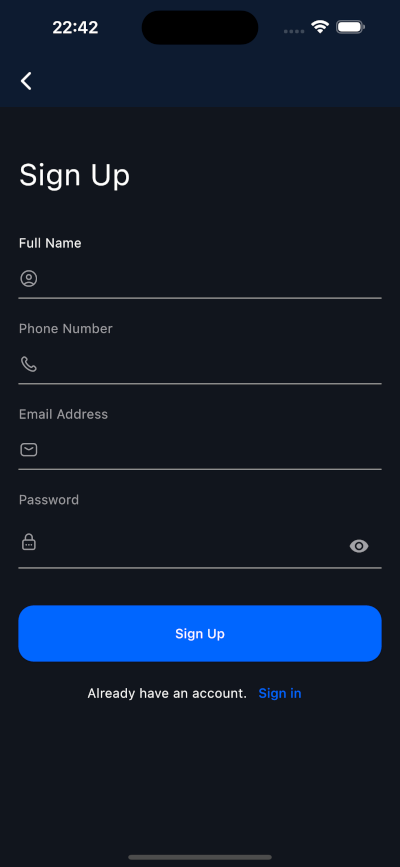 22:42
Sign Up
Full Name
Phone Number
Email Address
Password
Sign Up
Already have an account. Sign in